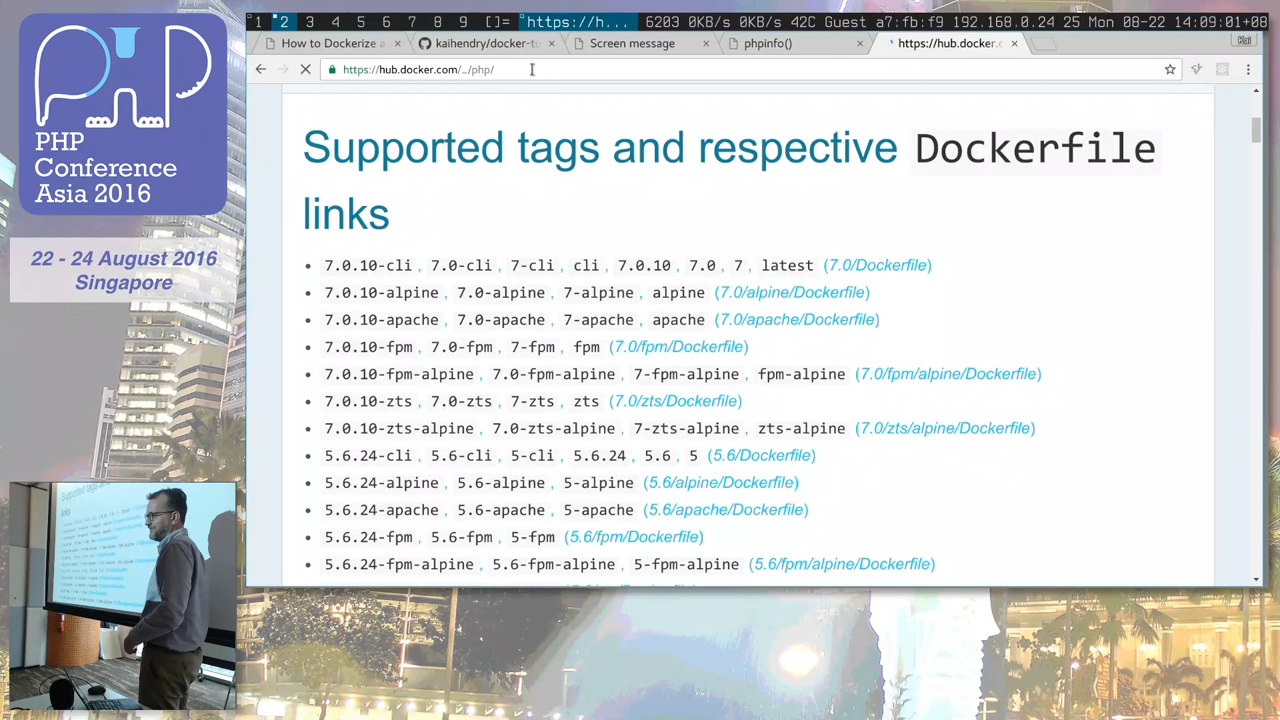 1 2 3 4 5 6 7 8 9 []= https://h... 6203 0KB/s 0KB/s 42C Guest a7:fb:f9 192.168.0.24 25 Mon 08-22 14:09:01+08
How to Dockerize a × kaihendry/docker-tu × Screen message × phpinfo() × https://hub.docker.c × Kai
https://hub.docker.com/_/php/
PHP
Conference
Asia 2016
22 - 24 August 2016
Singapore
Supported tags and respective Dockerfile
links
• 7.0.10-cli , 7.0-cli , 7-cli , cli , 7.0.10 , 7.0 , 7 , latest (7.0/Dockerfile)
• 7.0.10-alpine , 7.0-alpine , 7-alpine , alpine (7.0/alpine/Dockerfile)
• 7.0.10-apache , 7.0-apache , 7-apache , apache (7.0/apache/Dockerfile)
• 7.0.10-fpm , 7.0-fpm , 7-fpm , fpm (7.0/fpm/Dockerfile)
• 7.0.10-fpm-alpine , 7.0-fpm-alpine , 7-fpm-alpine , fpm-alpine (7.0/fpm/alpine/Dockerfile)
• 7.0.10-zts , 7.0-zts , 7-zts , zts (7.0/zts/Dockerfile)
• 7.0.10-zts-alpine , 7.0-zts-alpine , 7-zts-alpine , zts-alpine (7.0/zts/alpine/Dockerfile)
• 5.6.24-cli , 5.6-cli , 5-cli , 5.6.24 , 5.6 , 5 (5.6/Dockerfile)
• 5.6.24-alpine , 5.6-alpine , 5-alpine (5.6/alpine/Dockerfile)
• 5.6.24-apache , 5.6-apache , 5-apache (5.6/apache/Dockerfile)
• 5.6.24-fpm , 5.6-fpm , 5-fpm (5.6/fpm/Dockerfile)
• 5.6.24-fpm-alpine , 5.6-fpm-alpine , 5-fpm-alpine (5.6/fpm/alpine/Dockerfile)
Supported tags
links